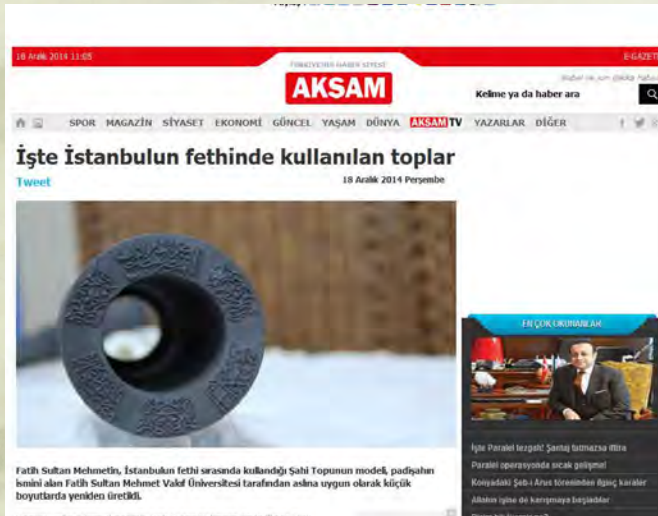 18 Aralık 2014 11:05
E-GAZETE
AKŞAM
Kelime ya da haber ara
SPOR MAGAZİN SİYASET EKONOMİ GÜNCEL YAŞAM DÜNYA AKŞAM TV YAZARLAR DİĞER
İşte İstanbulun fethinde kullanılan toplar
Tweet
18 Aralık 2014 Perşembe
EN ÇOK OKUNANLAR
İşte Paralel tezgah! Şantaj tutmazsa iftira
Paralel operasyonda sıcak gelişme!
Konyadaki Şeb-i Arus töreninden ilginç kareler
Allahın işine de karışmaya başladılar
Fatih Sultan Mehmetin, İstanbulun fethi sırasında kullandığı Şahi Topunun modeli, padişahın
ismini alan Fatih Sultan Mehmet Vakıf Üniversitesi tarafından aslına uygun olarak küçük
boyutlarda yeniden üretildi.